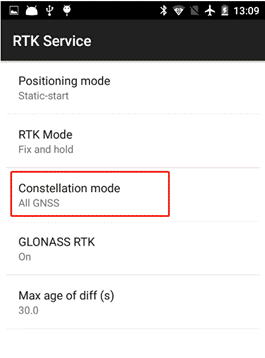 13:09
RTK Service
Positioning mode
Static-start
RTK Mode
Fix and hold
Constellation mode
All GNSS
GLONASS RTK
On
Max age of diff (s)
30.0